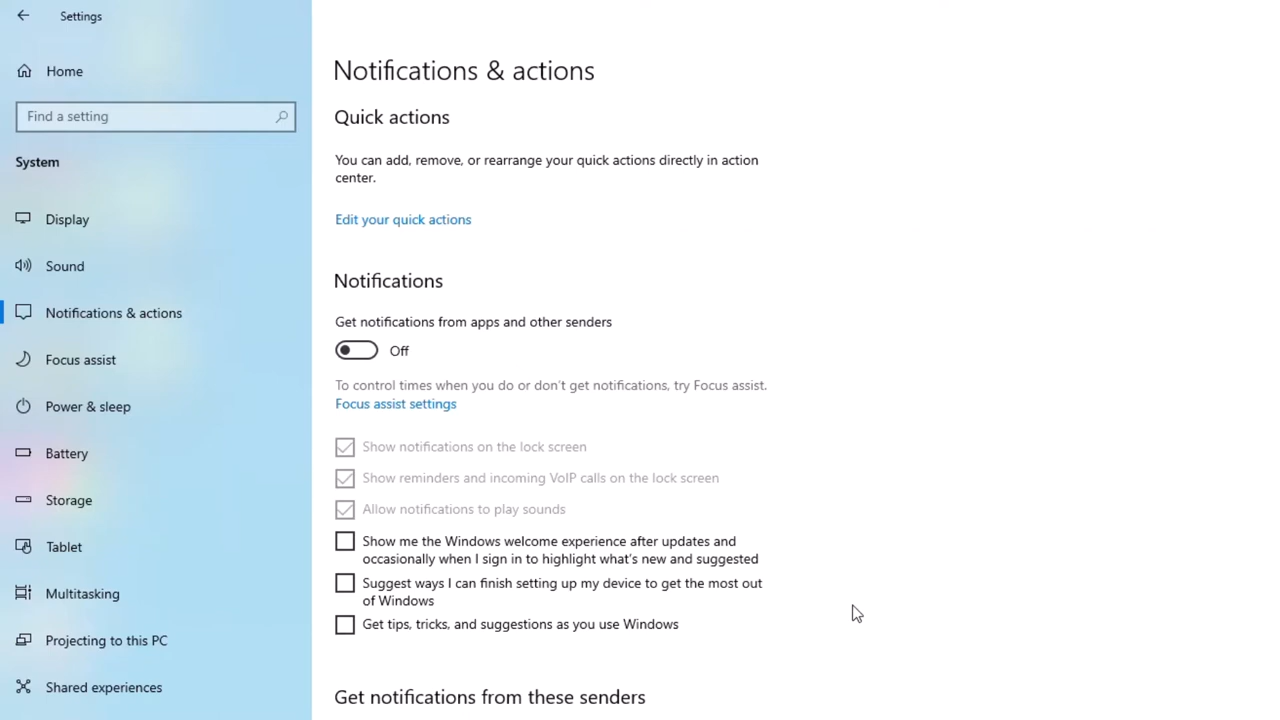 Settings
Home
Find a setting
System
Display
Sound
Notifications & actions
Focus assist
Power & sleep
Battery
Storage
Tablet
Multitasking
Projecting to this PC
Shared experiences
Notifications & actions
Quick actions
You can add, remove, or rearrange your quick actions directly in action
center.
Edit your quick actions
Notifications
Get notifications from apps and other senders
Off
To control times when you do or don't get notifications, try Focus assist.
Focus assist settings
Show notifications on the lock screen
Show reminders and incoming VoIP calls on the lock screen
Allow notifications to play sounds
Show me the Windows welcome experience after updates and
occasionally when I sign in to highlight what's new and suggested
Suggest ways I can finish setting up my device to get the most out
of Windows
Get tips, tricks, and suggestions as you use Windows
Get notifications from these senders